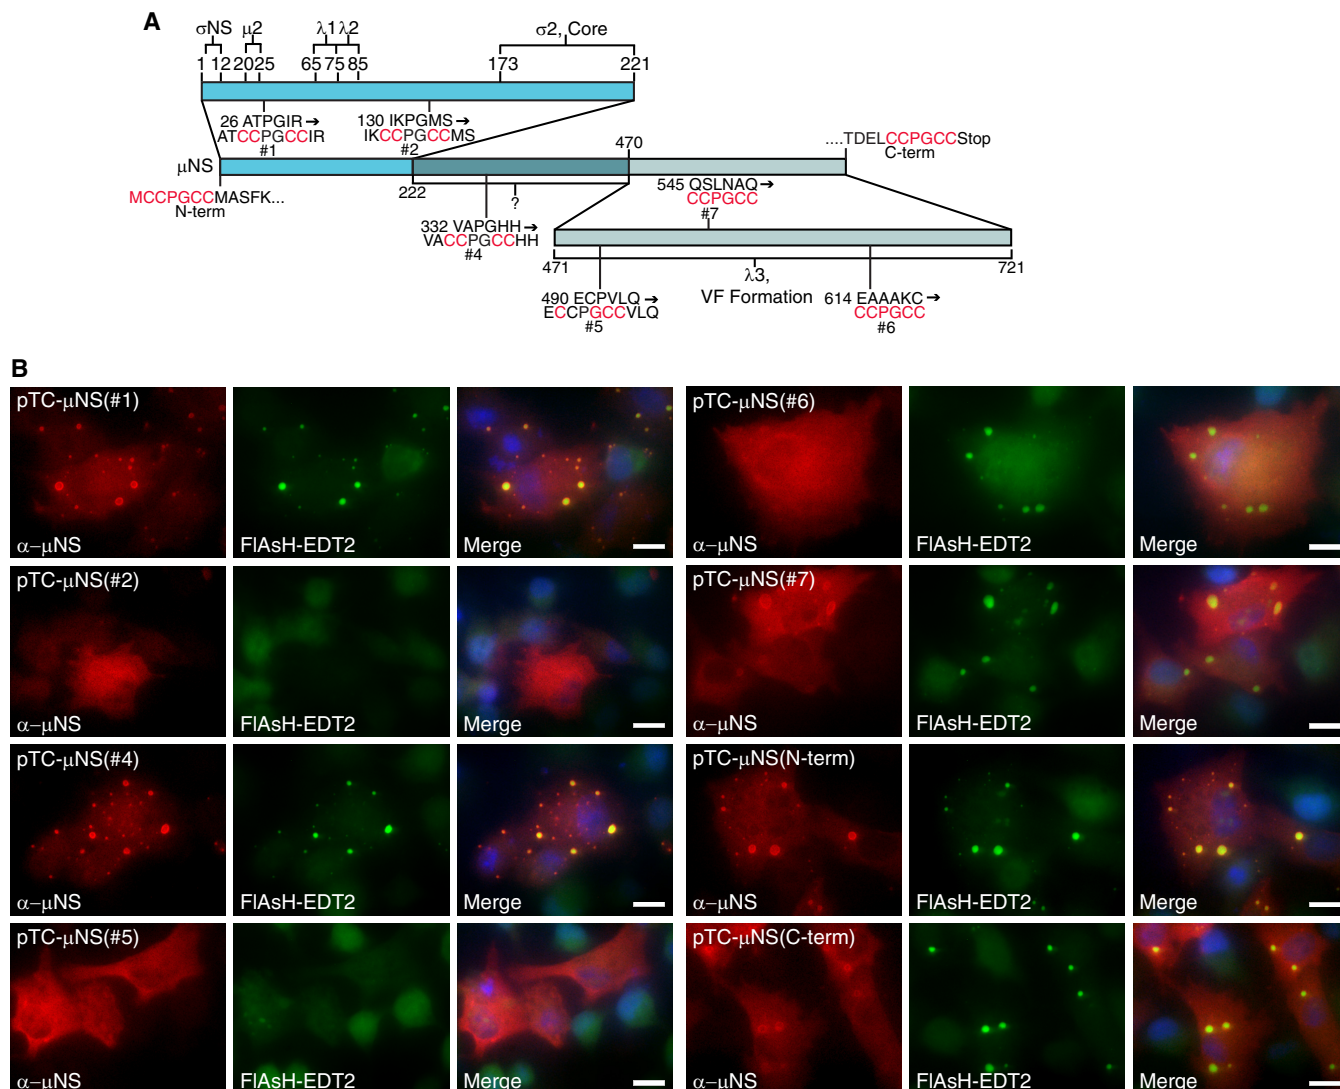 A
σNS μ2 λ1 λ2 σ2, Core
1 12 20 25 65 75 85 173 221
26 ATPGIR➔ 130 IKPGMS➔
ATCCPGCCIR IKCCPGCCMS
#1 #2
470
....TDELCCPGCCStop
C-term
μNS
MCCPGCCMASFK...
N-term
222
?
545 QSLNAQ➔
CCPGCC
#7
332 VAPGHH➔
VACCPGCCHH
#4
471 721
λ3,
VF Formation
490 ECPVLQ➔
ECCPGCCVLQ
#5
614 EAAAKC➔
CCPGCC
#6
B
pTC-μNS(#1)
α–μNS FlAsH-EDT2 Merge
pTC-μNS(#6)
α–μNS FlAsH-EDT2 Merge
pTC-μNS(#2)
α–μNS FlAsH-EDT2 Merge
pTC-μNS(#7)
α–μNS FlAsH-EDT2 Merge
pTC-μNS(#4)
α–μNS FlAsH-EDT2 Merge
pTC-μNS(N-term)
α–μNS FlAsH-EDT2 Merge
pTC-μNS(#5)
α–μNS FlAsH-EDT2 Merge
pTC-μNS(C-term)
α–μNS FlAsH-EDT2 Merge